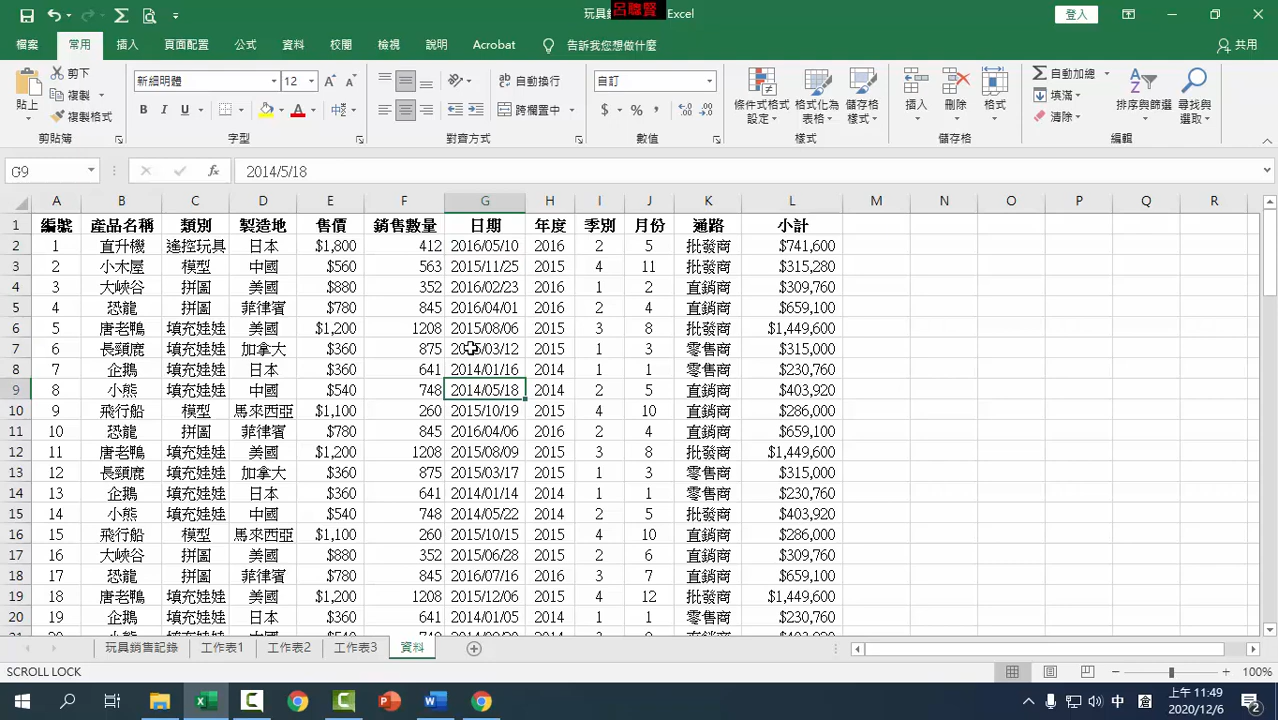 玩具 呂聰賢 Excel
登入
檔案 常用 插入 頁面配置 公式 資料 校閱 檢視 說明 Acrobat 告訴我您想做什麼 共用
剪下 新細明體 12 自動換行 自訂 自動加總
貼上 複製 B I U 跨欄置中 $ % , 條件式格式設定 格式化為表格 儲存格樣式 插入 刪除 格式 填滿 排序與篩選 尋找與選取
複製格式 清除
剪貼簿 字型 對齊方式 數值 樣式 儲存格 編輯
G9 fx 2014/5/18
A B C D E F G H I J K L M N O P Q R
1 編號 產品名稱 類別 製造地 售價 銷售數量 日期 年度 季別 月份 通路 小計
2 1 直升機 遙控玩具 日本 $1,800 412 2016/05/10 2016 2 5 批發商 $741,600
3 2 小木屋 模型 中國 $560 563 2015/11/25 2015 4 11 批發商 $315,280
4 3 大峽谷 拼圖 美國 $880 352 2016/02/23 2016 1 2 直銷商 $309,760
5 4 恐龍 拼圖 菲律賓 $780 845 2016/04/01 2016 2 4 直銷商 $659,100
6 5 唐老鴨 填充娃娃 美國 $1,200 1208 2015/08/06 2015 3 8 批發商 $1,449,600
7 6 長頸鹿 填充娃娃 加拿大 $360 875 2015/03/12 2015 1 3 零售商 $315,000
8 7 企鵝 填充娃娃 日本 $360 641 2014/01/16 2014 1 1 零售商 $230,760
9 8 小熊 填充娃娃 中國 $540 748 2014/05/18 2014 2 5 直銷商 $403,920
10 9 飛行船 模型 馬來西亞 $1,100 260 2015/10/19 2015 4 10 直銷商 $286,000
11 10 恐龍 拼圖 菲律賓 $780 845 2016/04/06 2016 2 4 直銷商 $659,100
12 11 唐老鴨 填充娃娃 美國 $1,200 1208 2015/08/09 2015 3 8 批發商 $1,449,600
13 12 長頸鹿 填充娃娃 加拿大 $360 875 2015/03/17 2015 1 3 零售商 $315,000
14 13 企鵝 填充娃娃 日本 $360 641 2014/01/14 2014 1 1 零售商 $230,760
15 14 小熊 填充娃娃 中國 $540 748 2014/05/22 2014 2 5 批發商 $403,920
16 15 飛行船 模型 馬來西亞 $1,100 260 2015/10/15 2015 4 10 直銷商 $286,000
17 16 大峽谷 拼圖 美國 $880 352 2015/06/28 2015 2 6 直銷商 $309,760
18 17 恐龍 拼圖 菲律賓 $780 845 2016/07/16 2016 3 7 直銷商 $659,100
19 18 唐老鴨 填充娃娃 美國 $1,200 1208 2015/12/06 2015 4 12 批發商 $1,449,600
20 19 企鵝 填充娃娃 日本 $360 641 2014/01/05 2014 1 1 零售商 $230,760
玩具銷售記錄 工作表1 工作表2 工作表3 資料
SCROLL LOCK 100%
中 上午 11:49
2020/12/6 2